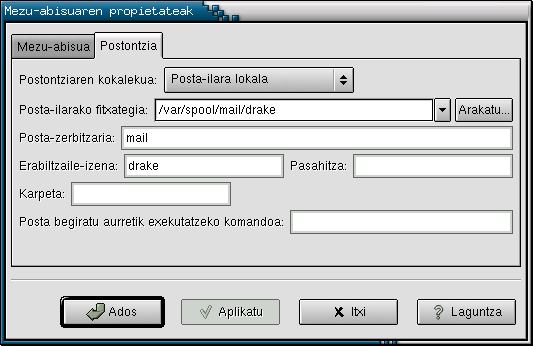 Mezu-abisuaren propietateak
Mezu-abisua Postontzia
Postontziaren kokalekua: Posta-ilara lokala
Posta-ilarako fitxategia: /var/spool/mail/drake Arakatu...
Posta-zerbitzaria: mail
Erabiltzaile-izena: drake Pasahitza:
Karpeta:
Posta begiratu aurretik exekutatzeko komandoa:
Ados Aplikatu Itxi Laguntza